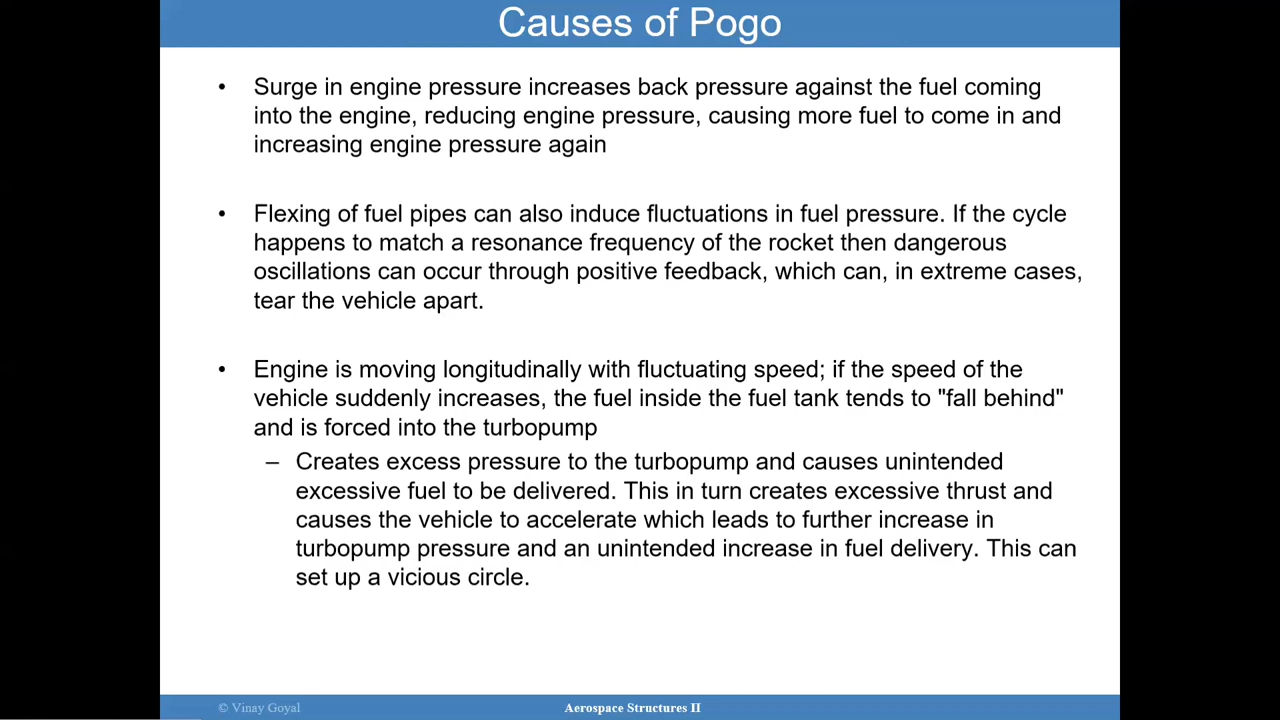 Causes of Pogo
• Surge in engine pressure increases back pressure against the fuel coming
into the engine, reducing engine pressure, causing more fuel to come in and
increasing engine pressure again
• Flexing of fuel pipes can also induce fluctuations in fuel pressure. If the cycle
happens to match a resonance frequency of the rocket then dangerous
oscillations can occur through positive feedback, which can, in extreme cases,
tear the vehicle apart.
• Engine is moving longitudinally with fluctuating speed; if the speed of the
vehicle suddenly increases, the fuel inside the fuel tank tends to "fall behind"
and is forced into the turbopump
– Creates excess pressure to the turbopump and causes unintended
excessive fuel to be delivered. This in turn creates excessive thrust and
causes the vehicle to accelerate which leads to further increase in
turbopump pressure and an unintended increase in fuel delivery. This can
set up a vicious circle.
© Vinay Goyal
Aerospace Structures II